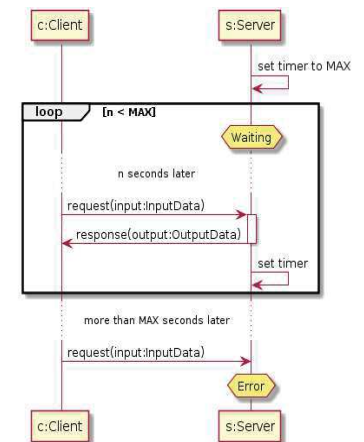 c:Client s:Server
set timer to MAX
loop [n < MAX]
Waiting
n seconds later
request(input:InputData)
response(output:OutputData)
set timer
more than MAX seconds later
request(input:InputData)
Error
c:Client s:Server